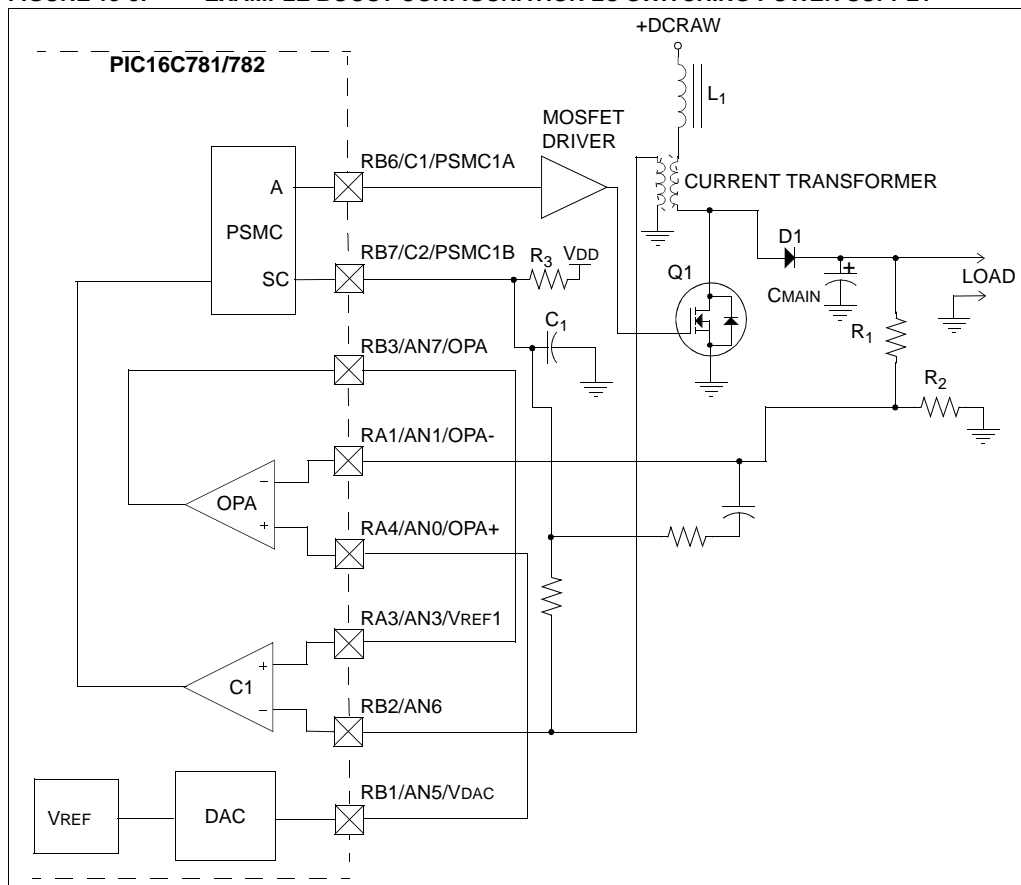 +DCRAW
PIC16C781/782
L1
MOSFET
DRIVER
RB6/C1/PSMC1A
A
CURRENT TRANSFORMER
PSMC
RB7/C2/PSMC1B
R3
VDD
D1
SC
Q1
CMAIN
+
LOAD
C1
RB3/AN7/OPA
R1
R2
RA1/AN1/OPA-
–
OPA
+
RA4/AN0/OPA+
RA3/AN3/VREF1
+
C1
–
RB2/AN6
RB1/AN5/VDAC
VREF
DAC